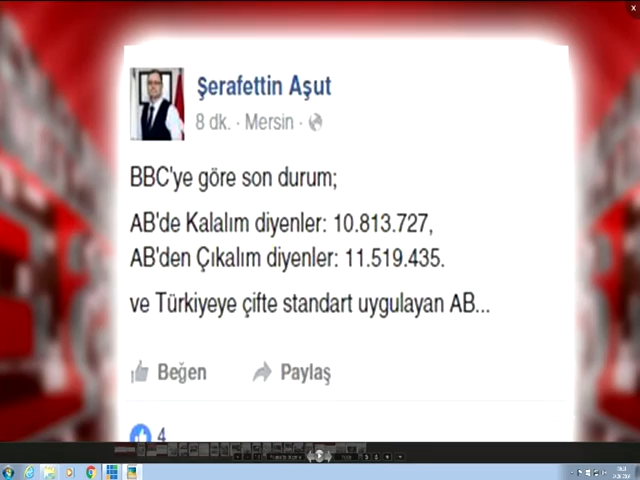 Şerafettin Aşut
8 dk. · Mersin ·
BBC'ye göre son durum;
AB'de Kalalım diyenler: 10.813.727,
AB'den Çıkalım diyenler: 11.519.435.
ve Türkiyeye çifte standart uygulayan AB...
Beğen Paylaş
4